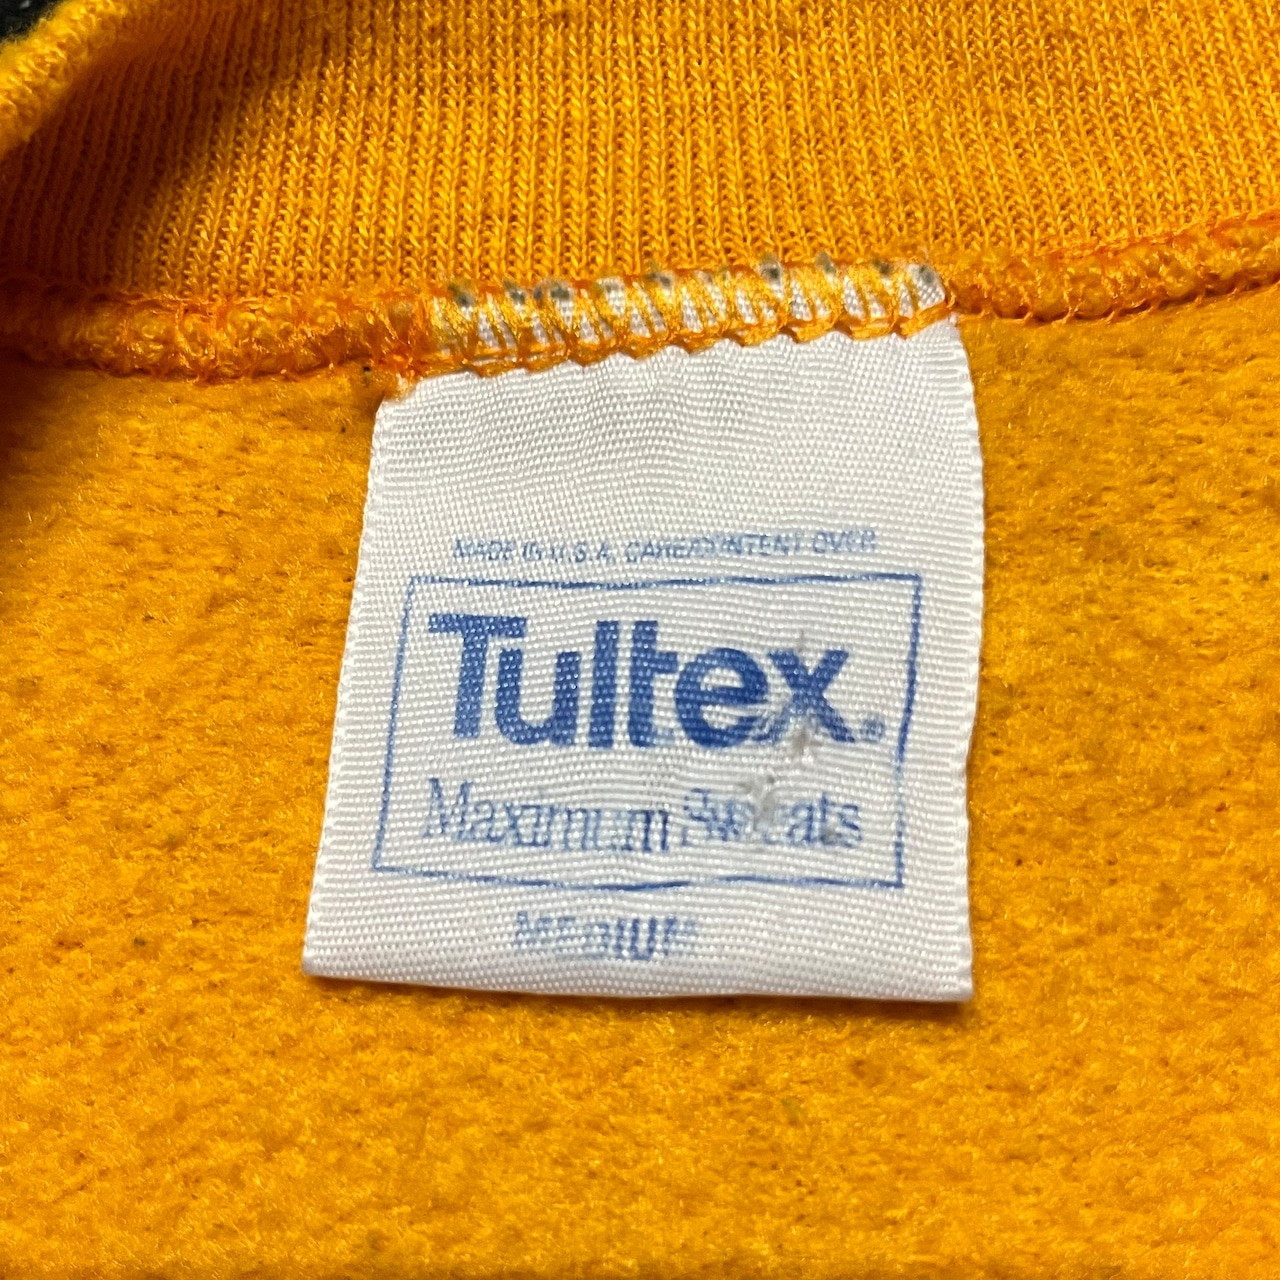 MADE IN U.S.A. CARE/CONTENT OVER
Tultex®
Maximum Sweats
MEDIUM